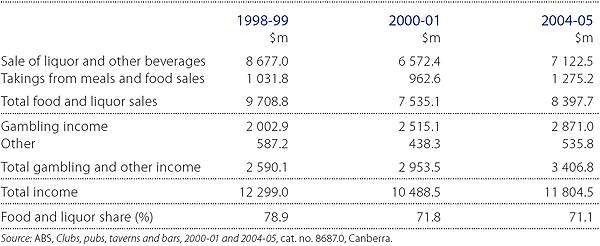 1998-99 2000-01 2004-05
$m $m $m
Sale of liquor and other beverages 8 677.0 6 572.4 7 122.5
Takings from meals and food sales 1 031.8 962.6 1 275.2
Total food and liquor sales 9 708.8 7 535.1 8 397.7
Gambling income 2 002.9 2 515.1 2 871.0
Other 587.2 438.3 535.8
Total gambling and other income 2 590.1 2 953.5 3 406.8
Total income 12 299.0 10 488.5 11 804.5
Food and liquor share (%) 78.9 71.8 71.1
Source: ABS, Clubs, pubs, taverns and bars, 2000-01 and 2004-05, cat. no. 8687.0, Canberra.